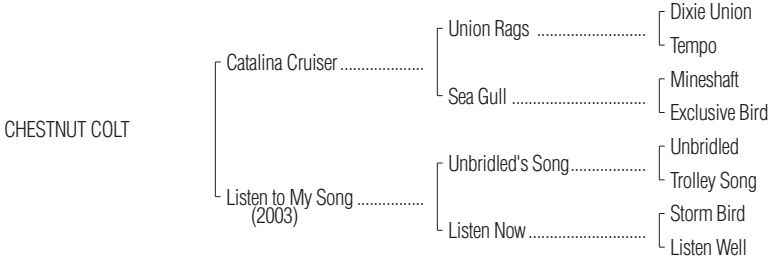 Dixie Union
Union Rags ..........................
Tempo
Catalina Cruiser ....................
Mineshaft
Sea Gull ................................
Exclusive Bird
CHESTNUT COLT
Unbridled
Unbridled's Song..................
Trolley Song
Listen to My Song ................
(2003)
Storm Bird
Listen Now............................
Listen Well